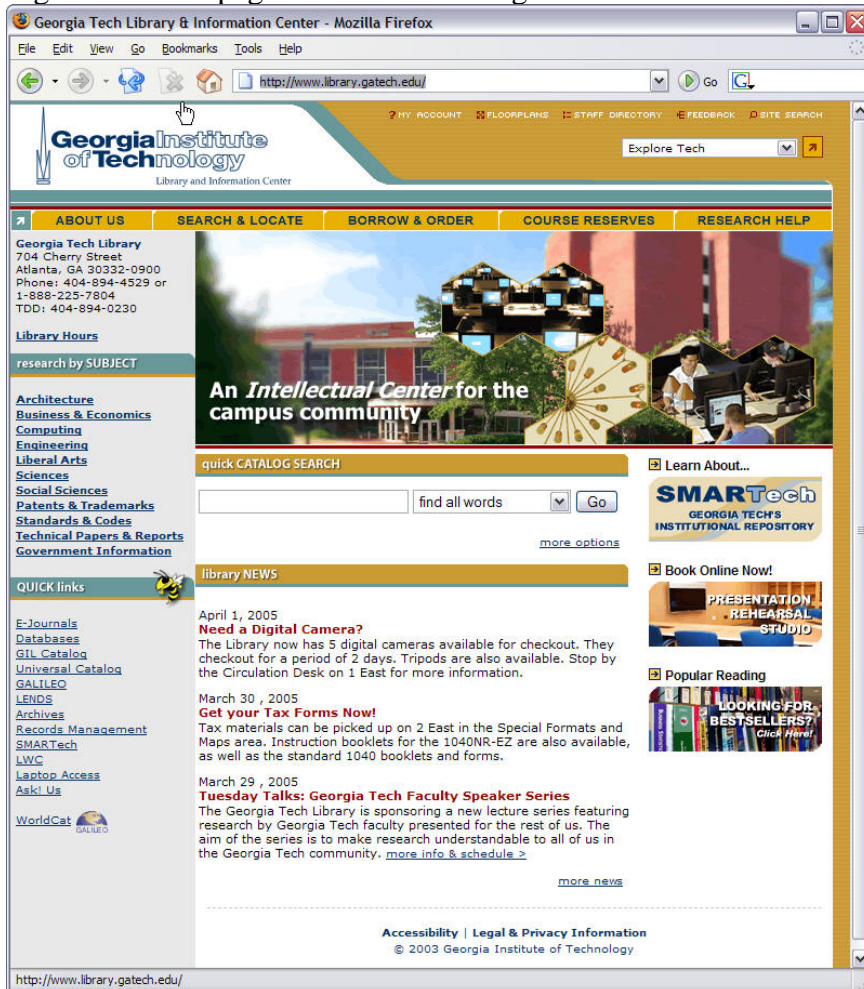 Georgia Tech Library & Information Center - Mozilla Firefox
File Edit View Go Bookmarks Tools Help
http://www.library.gatech.edu/ Go G
? MY ACCOUNT FLOORPLANS STAFF DIRECTORY FEEDBACK SITE SEARCH
Georgia Institute
of Technology
Library and Information Center
Explore Tech
ABOUT US SEARCH & LOCATE BORROW & ORDER COURSE RESERVES RESEARCH HELP
Georgia Tech Library
704 Cherry Street
Atlanta, GA 30332-0900
Phone: 404-894-4529 or
1-888-225-7804
TDD: 404-894-0230
Library Hours
research by SUBJECT
Architecture
Business & Economics
Computing
Engineering
Liberal Arts
Sciences
Social Sciences
Patents & Trademarks
Standards & Codes
Technical Papers & Reports
Government Information
QUICK links
E-Journals
Databases
GIL Catalog
Universal Catalog
GALILEO
LENDS
Archives
Records Management
SMARTech
LWC
Laptop Access
Ask! Us
WorldCat GALILEO
An Intellectual Center for the
campus community
quick CATALOG SEARCH
find all words Go
more options
library NEWS
April 1, 2005
Need a Digital Camera?
The Library now has 5 digital cameras available for checkout. They
checkout for a period of 2 days. Tripods are also available. Stop by
the Circulation Desk on 1 East for more information.
March 30 , 2005
Get your Tax Forms Now!
Tax materials can be picked up on 2 East in the Special Formats and
Maps area. Instruction booklets for the 1040NR-EZ are also available,
as well as the standard 1040 booklets and forms.
March 29 , 2005
Tuesday Talks: Georgia Tech Faculty Speaker Series
The Georgia Tech Library is sponsoring a new lecture series featuring
research by Georgia Tech faculty presented for the rest of us. The
aim of the series is to make research understandable to all of us in
the Georgia Tech community. more info & schedule >
more news
Learn About...
SMARTech
GEORGIA TECH'S
INSTITUTIONAL REPOSITORY
Book Online Now!
PRESENTATION
REHEARSAL
STUDIO
Popular Reading
LOOKING FOR
BESTSELLERS?
Click Here!
Accessibility | Legal & Privacy Information
© 2003 Georgia Institute of Technology
http://www.library.gatech.edu/